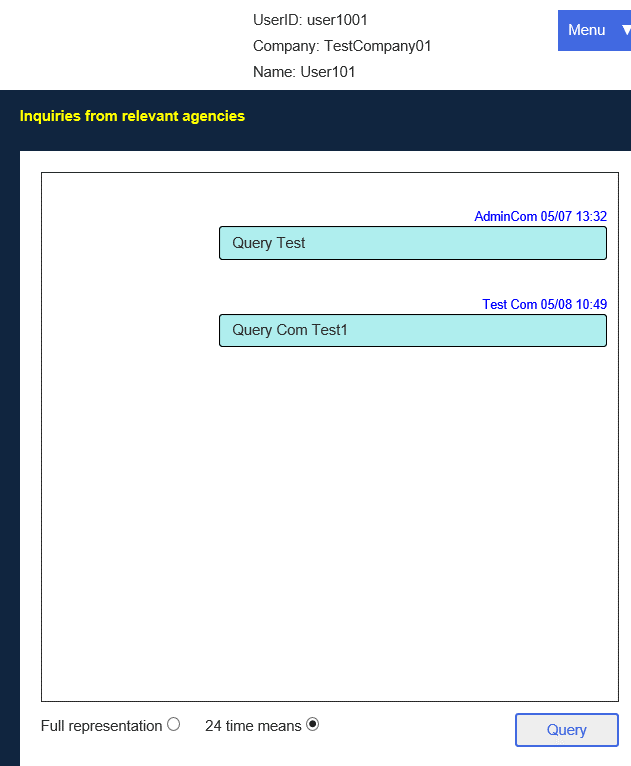 UserID: user1001
Company: TestCompany01
Name: User101
Menu ▼
Inquiries from relevant agencies
AdminCom 05/07 13:32
Query Test
Test Com 05/08 10:49
Query Com Test1
Full representation 24 time means
Query